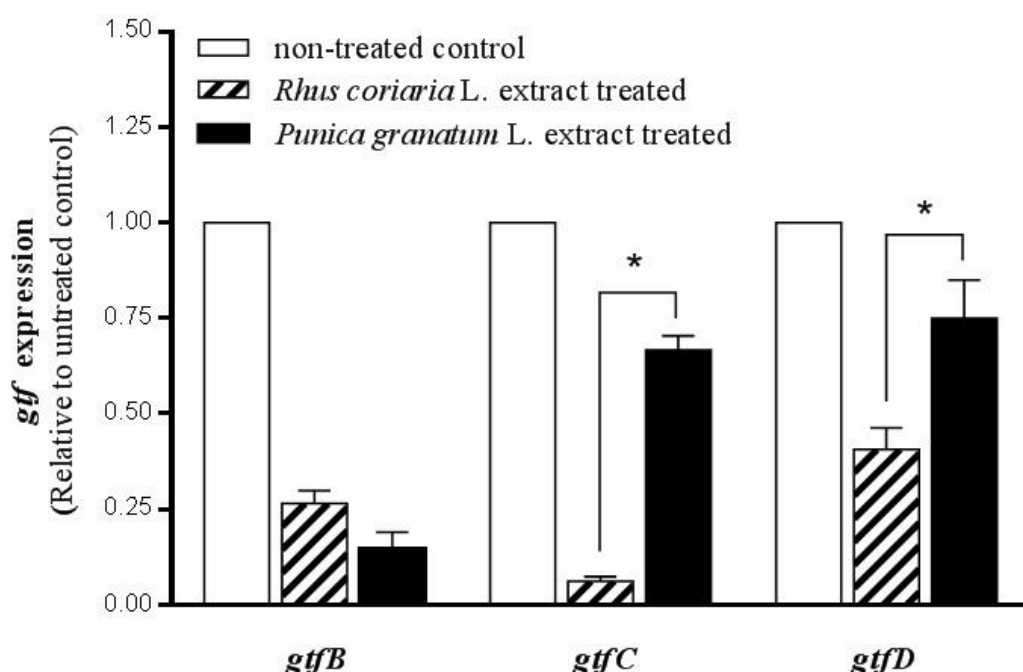 1.50
non-treated control
Rhus coriaria L. extract treated
1.25
Punica granatum L. extract treated
1.00
*
*
0.75
0.50
0.25
0.00
gtf expression
(Relative to untreated control)
gtfB gtfC gtfD